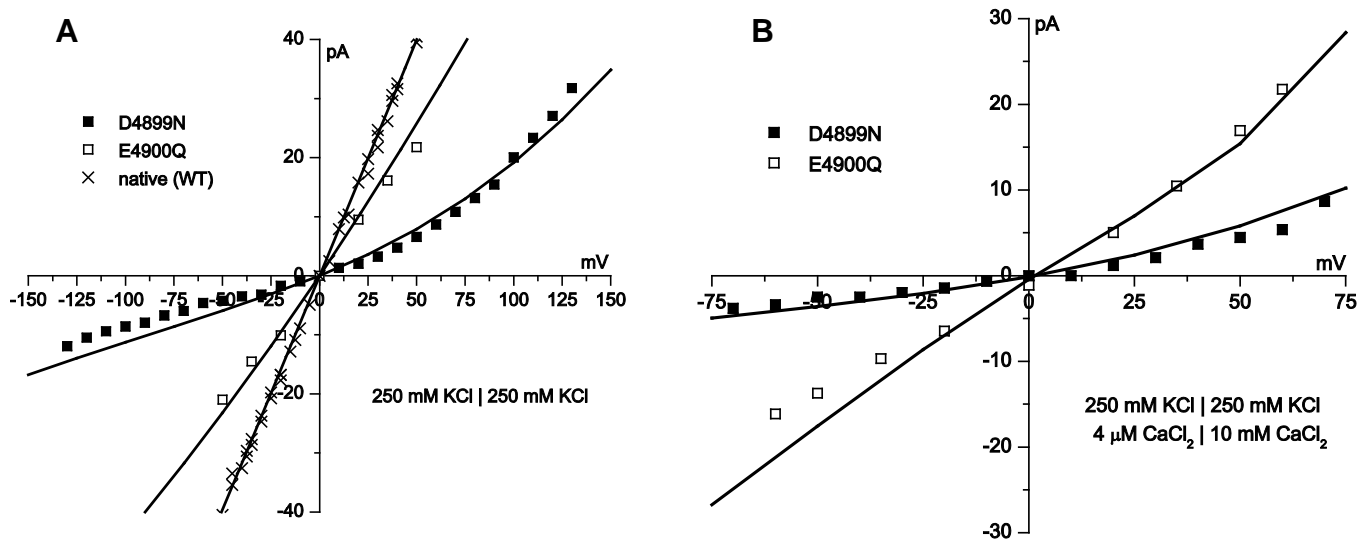 A
pA
40
D4899N
E4900Q
native (WT)
20
0
mV
-150
-125
-100
-75
-50
-25
0
25
50
75
100
125
150
-20
250 mM KCl | 250 mM KCl
-40
B
30
pA
D4899N
E4900Q
20
10
0
mV
-75
-50
-25
0
25
50
75
-10
250 mM KCl | 250 mM KCl
4 μM CaCl₂ | 10 mM CaCl₂
-20
-30